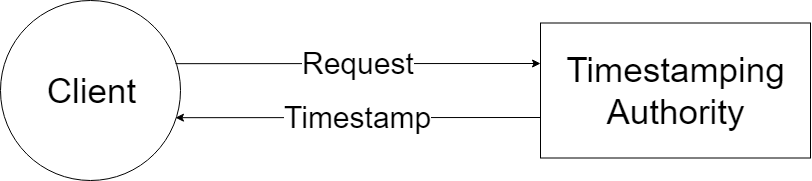 Client
Request
Timestamp
Timestamping
Authority